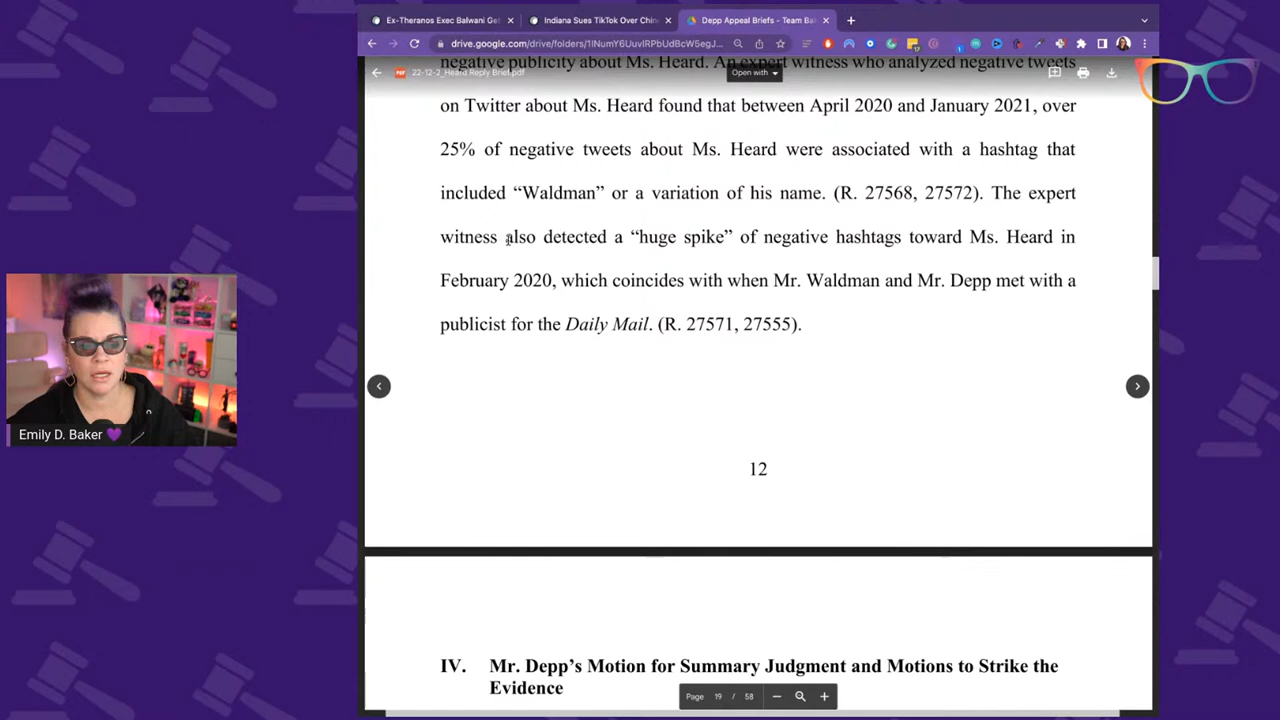 Ex-Theranos Exec Balwani Get
Indiana Sues TikTok Over Chin
Depp Appeal Briefs - Team Ba
drive.google.com/drive/folders/1lNumY6UuvIRPbUdBcW5egJ...
negative publicity about Ms. Heard. An expert witness who analyzed negative tweets
22-12-2_Heard Reply Brief.pdf
Open with
on Twitter about Ms. Heard found that between April 2020 and January 2021, over
25% of negative tweets about Ms. Heard were associated with a hashtag that
included “Waldman” or a variation of his name. (R. 27568, 27572). The expert
witness also detected a “huge spike” of negative hashtags toward Ms. Heard in
February 2020, which coincides with when Mr. Waldman and Mr. Depp met with a
publicist for the Daily Mail. (R. 27571, 27555).
Emily D. Baker 💜
12
IV. Mr. Depp’s Motion for Summary Judgment and Motions to Strike the
Evidence
Page 19 / 58